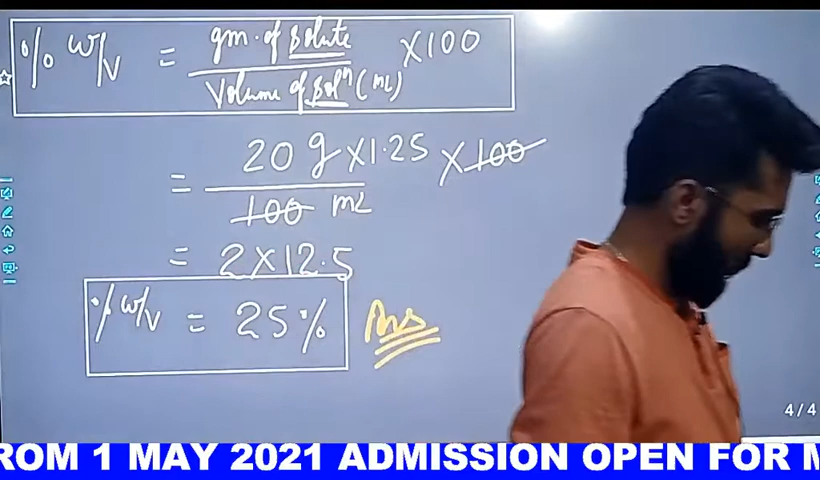 % w/v = gm. of solute / Volume of solⁿ (mL) × 100
= 20 g × 1.25 × 100 / 100 mL
= 2 × 12.5
% w/v = 25% Ans
4/4
ROM 1 MAY 2021 ADMISSION OPEN FOR M